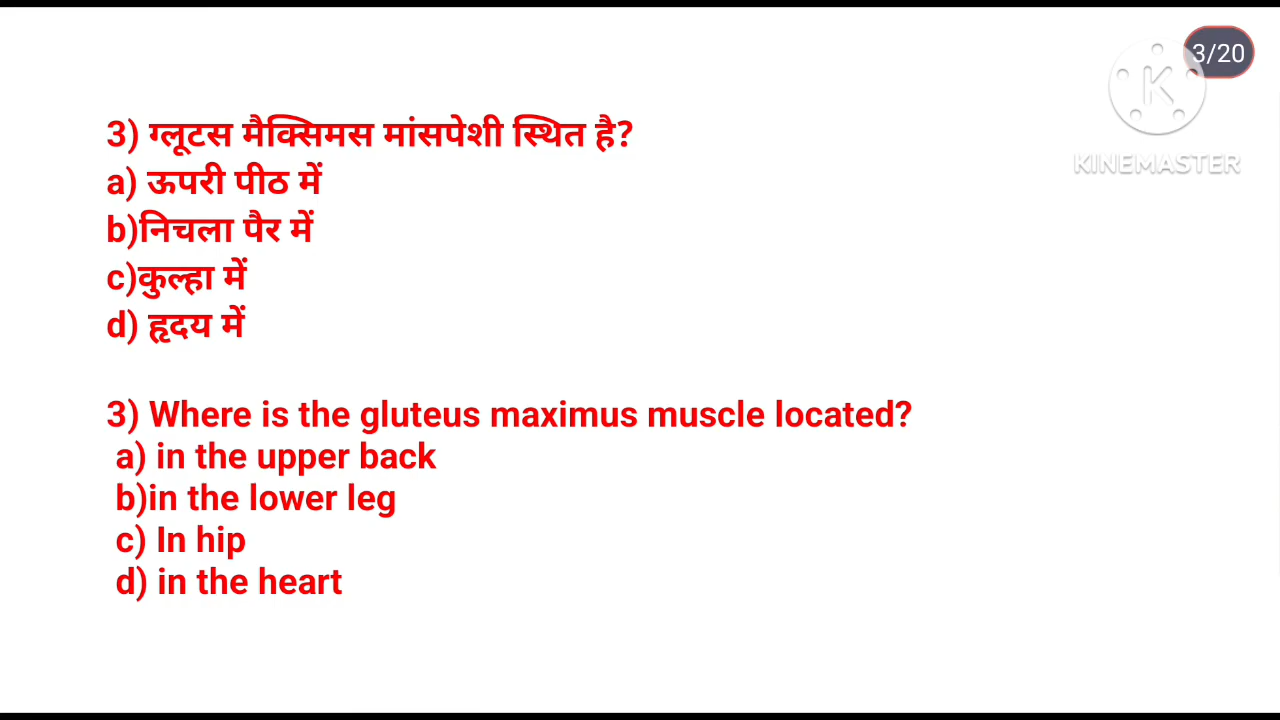 3/20
K
KINEMASTER
3) ग्लूटस मैक्सिमस मांसपेशी स्थित है?
a) ऊपरी पीठ में
b)निचला पैर में
c)कुल्हा में
d) हृदय में
3) Where is the gluteus maximus muscle located?
a) in the upper back
b)in the lower leg
c) In hip
d) in the heart